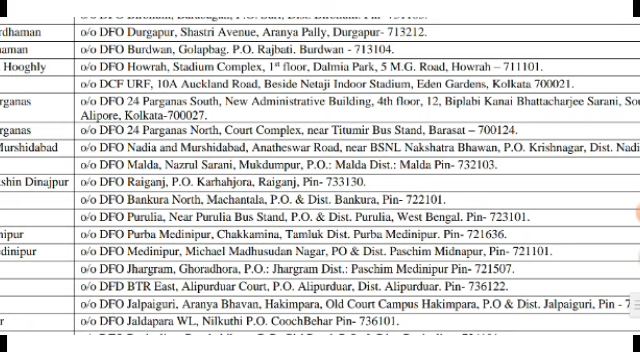 rdhaman o/o DFO Durgapur, Shastri Avenue, Aranya Pally, Durgapur- 713212.
haman o/o DFO Burdwan, Golapbag. P.O. Rajbati. Burdwan - 713104.
Hooghly o/o DFO Howrah, Stadium Complex, 1st floor, Dalmia Park, 5 M.G. Road, Howrah – 711101.
o/o DCF URF, 10A Auckland Road, Beside Netaji Indoor Stadium, Eden Gardens, Kolkata 700021.
rganas o/o DFO 24 Parganas South, New Administrative Building, 4th floor, 12, Biplabi Kanai Bhattacharjee Sarani, Sou
Alipore, Kolkata-700027.
rganas o/o DFO 24 Parganas North, Court Complex, near Titumir Bus Stand, Barasat – 700124.
Murshidabad o/o DFO Nadia and Murshidabad, Anatheswar Road, near BSNL Nakshatra Bhawan, P.O. Krishnagar, Dist. Nadi
o/o DFO Malda, Nazrul Sarani, Mukdumpur, P.O.: Malda Dist.: Malda Pin- 732103.
kshin Dinajpur o/o DFO Raiganj, P.O. Karhahjora, Raiganj, Pin- 733130.
o/o DFO Bankura North, Machantala, P.O. & Dist. Bankura, Pin- 722101.
o/o DFO Purulia, Near Purulia Bus Stand, P.O. & Dist. Purulia, West Bengal. Pin- 723101.
nipur o/o DFO Purba Medinipur, Chakkamina, Tamluk Dist. Purba Medinipur. Pin- 721636.
edinipur o/o DFO Medinipur, Michael Madhusudan Nagar, PO & Dist. Paschim Midnapur, Pin- 721101.
o/o DFO Jhargram, Ghoradhora, P.O.: Jhargram Dist.: Paschim Medinipur Pin- 721507.
o/o DFD BTR East, Alipurduar Court, P.O. Alipurduar, Dist. Alipurduar. Pin- 736122.
o/o DFO Jalpaiguri, Aranya Bhavan, Hakimpara, Old Court Campus Hakimpara, P.O & Dist. Jalpaiguri, Pin - 7
r o/o DFO Jaldapara WL, Nilkuthi P.O. CoochBehar Pin- 736101.